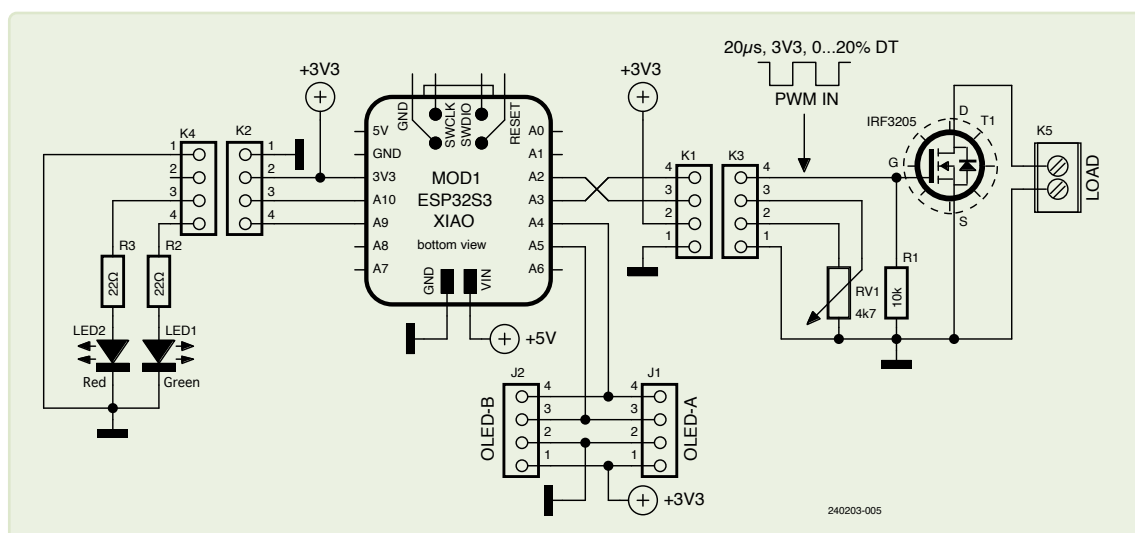 20µs, 3V3, 0...20% DT
PWM IN
+3V3
+3V3
GND
SWCLK
SWDIO
RESET
K4
1
2
3
4
K2
1
2
3
4
5V
GND
3V3
A10
A9
A8
A7
MOD1
ESP32S3
XIAO
bottom view
A0
A1
A2
A3
A4
A5
A6
GND
VIN
+5V
K1
4
3
2
1
K3
4
3
2
1
IRF3205
D
T1
G
S
K5
LOAD
R3
22Ω
R2
22Ω
LED2
LED1
Red
Green
RV1
4k7
R1
10k
J2
4
3
2
1
OLED-B
J1
4
3
2
1
OLED-A
+3V3
240203-005